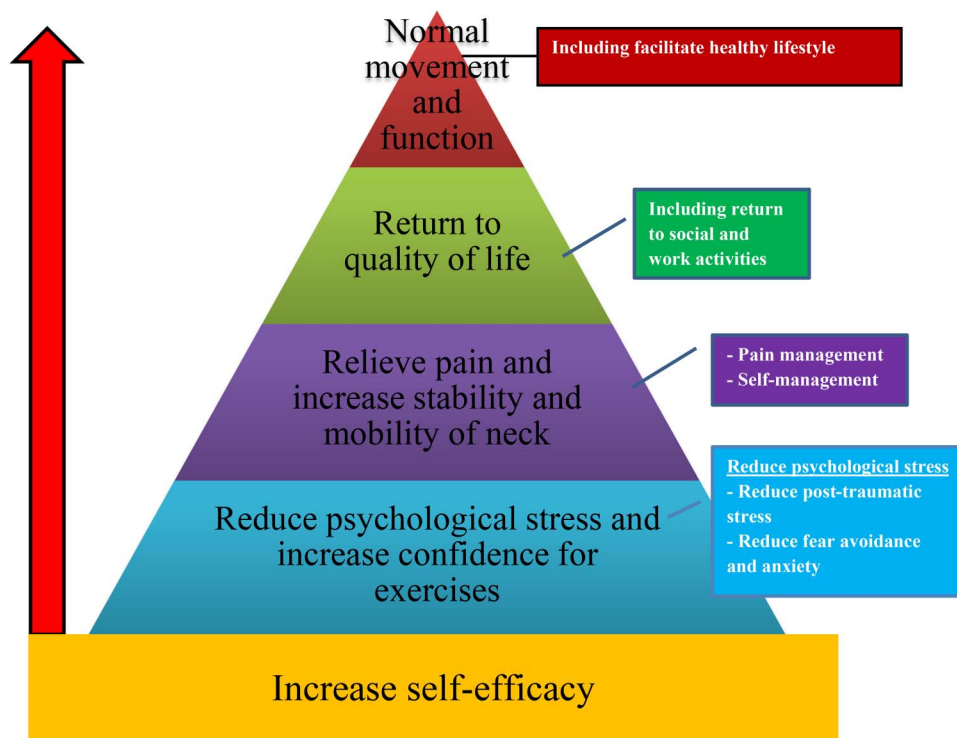 Normal
movement
and
function
Including facilitate healthy lifestyle
Return to
quality of life
Including return
to social and
work activities
Relieve pain and
increase stability and
mobility of neck
- Pain management
- Self-management
Reduce psychological stress and
increase confidence for
exercises
Reduce psychological stress
- Reduce post-traumatic
stress
- Reduce fear avoidance
and anxiety
Increase self-efficacy